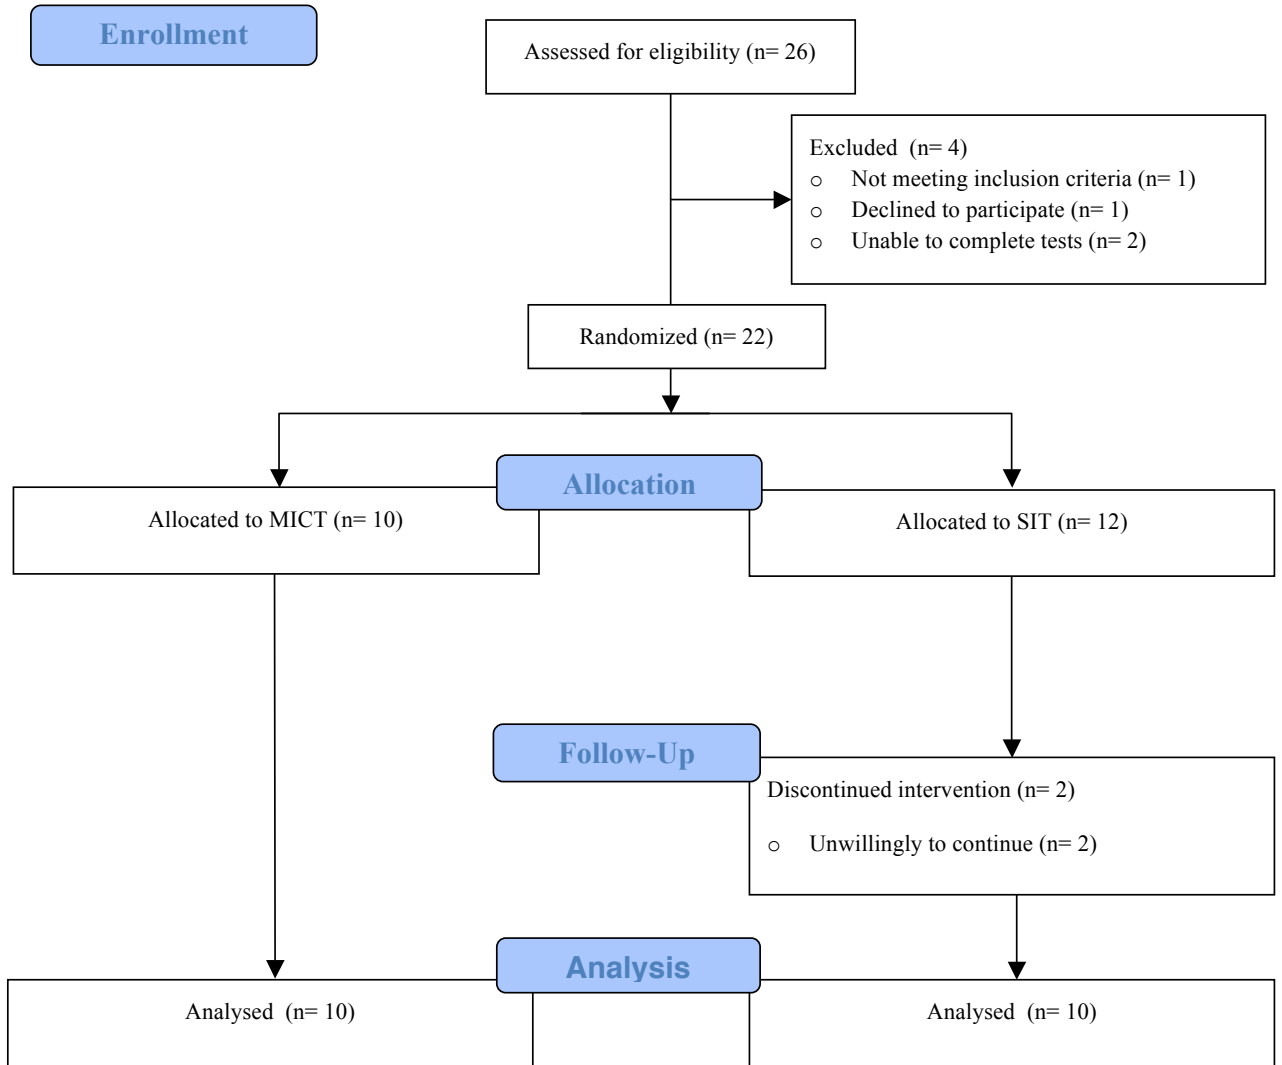 Enrollment
Assessed for eligibility (n= 26)
Excluded (n= 4)
o Not meeting inclusion criteria (n= 1)
o Declined to participate (n= 1)
o Unable to complete tests (n= 2)
Randomized (n= 22)
Allocation
Allocated to MICT (n= 10)
Allocated to SIT (n= 12)
Follow-Up
Discontinued intervention (n= 2)
o Unwillingly to continue (n= 2)
Analysis
Analysed (n= 10)
Analysed (n= 10)